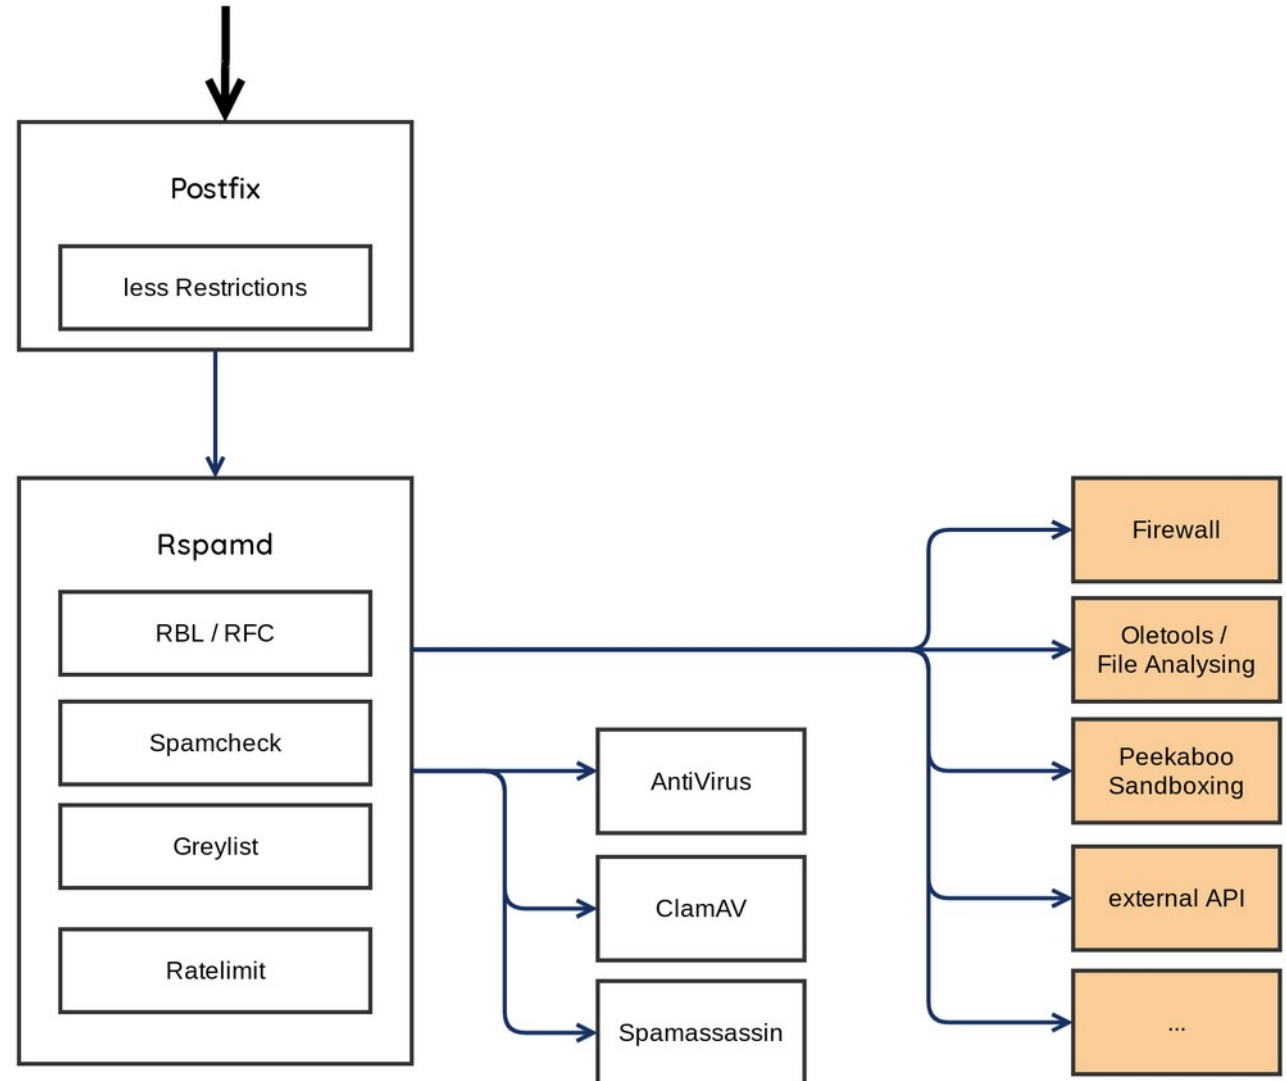 Postfix
less Restrictions
Rspamd
RBL / RFC
Spamcheck
Greylist
Ratelimit
AntiVirus
ClamAV
Spamassassin
Firewall
Oletools /
File Analysing
Peekaboo
Sandboxing
external API
...